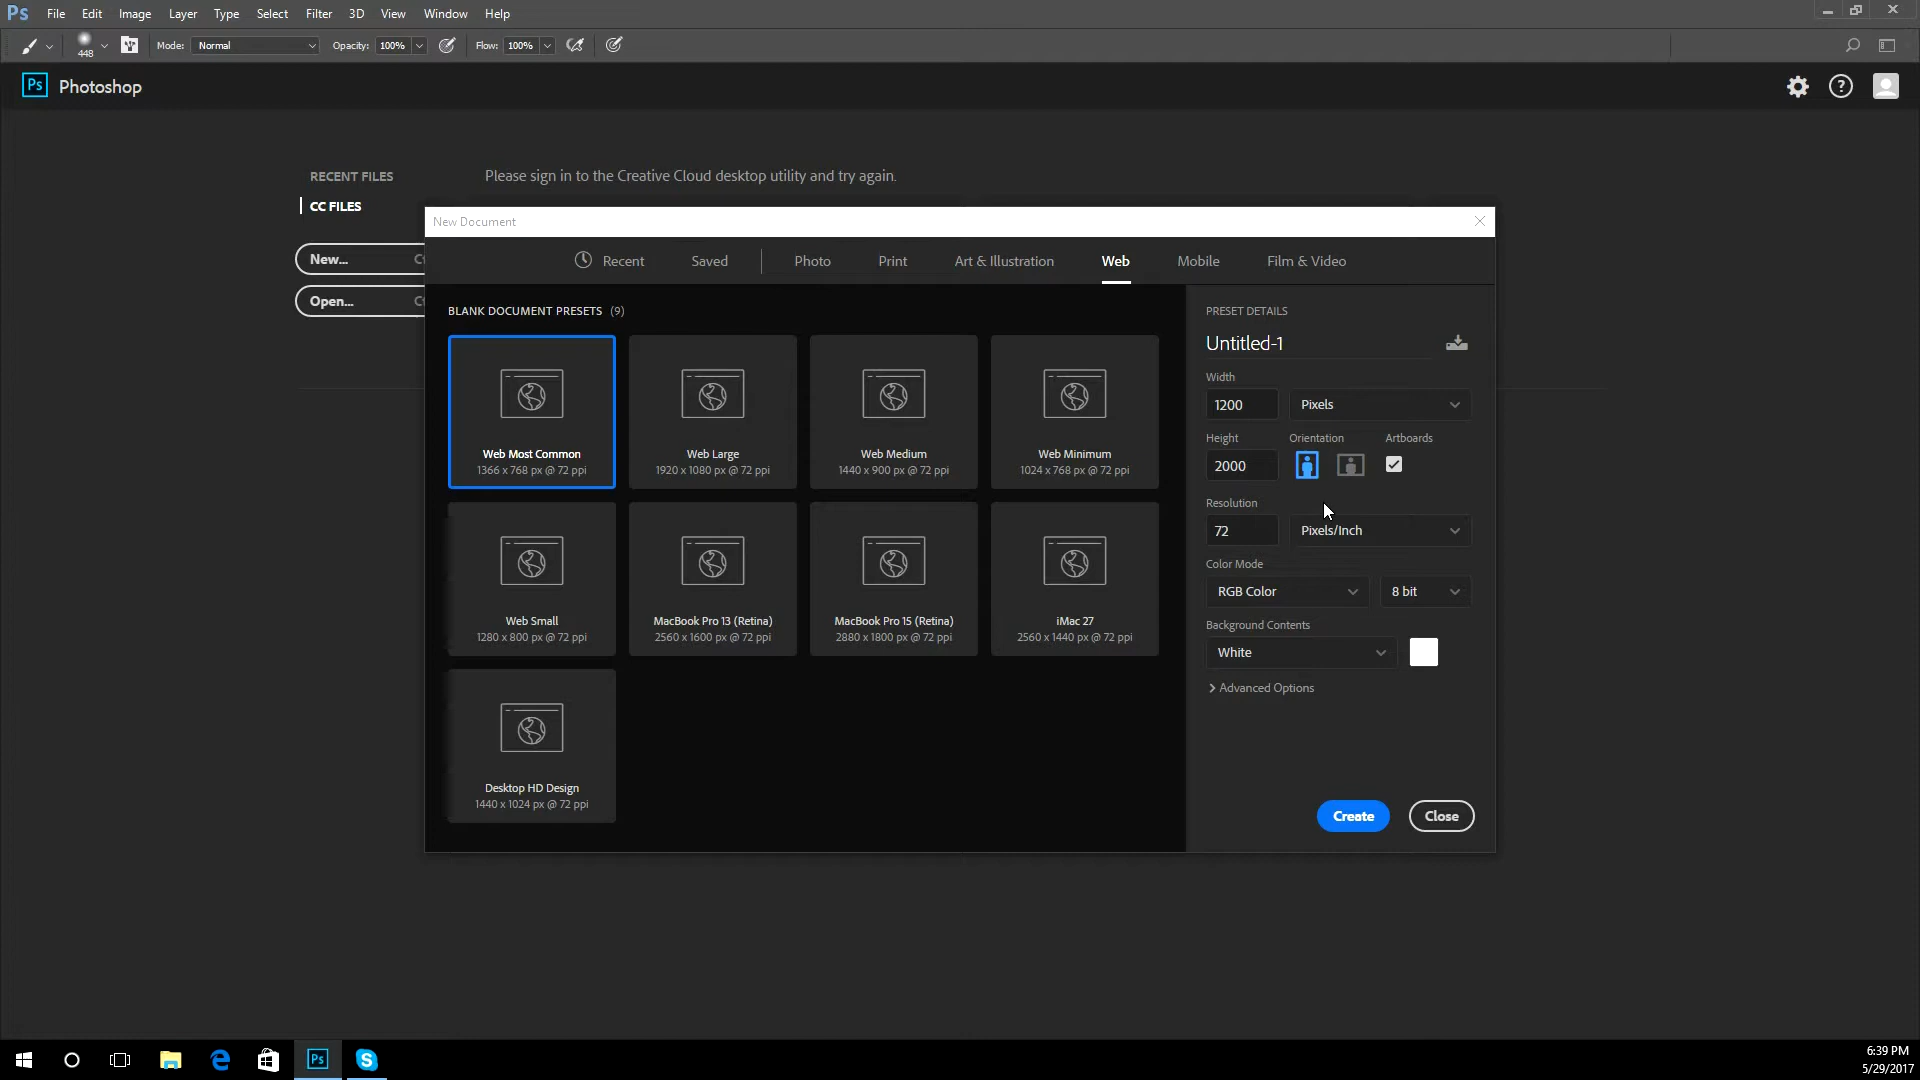 Ps File Edit Image Layer Type Select Filter 3D View Window Help
448 Mode: Normal Opacity: 100% Flow: 100%
Ps Photoshop
RECENT FILES Please sign in to the Creative Cloud desktop utility and try again.
CC FILES
New...
Open...
New Document
Recent Saved Photo Print Art & Illustration Web Mobile Film & Video
BLANK DOCUMENT PRESETS (9)
Web Most Common
1366 x 768 px @ 72 ppi
Web Large
1920 x 1080 px @ 72 ppi
Web Medium
1440 x 900 px @ 72 ppi
Web Minimum
1024 x 768 px @ 72 ppi
Web Small
1280 x 800 px @ 72 ppi
MacBook Pro 13 (Retina)
2560 x 1600 px @ 72 ppi
MacBook Pro 15 (Retina)
2880 x 1800 px @ 72 ppi
iMac 27
2560 x 1440 px @ 72 ppi
Desktop HD Design
1440 x 1024 px @ 72 ppi
PRESET DETAILS
Untitled-1
Width
1200 Pixels
Height Orientation Artboards
2000
Resolution
72 Pixels/Inch
Color Mode
RGB Color 8 bit
Background Contents
White
Advanced Options
Create Close
Ps
6:39 PM
5/29/2017